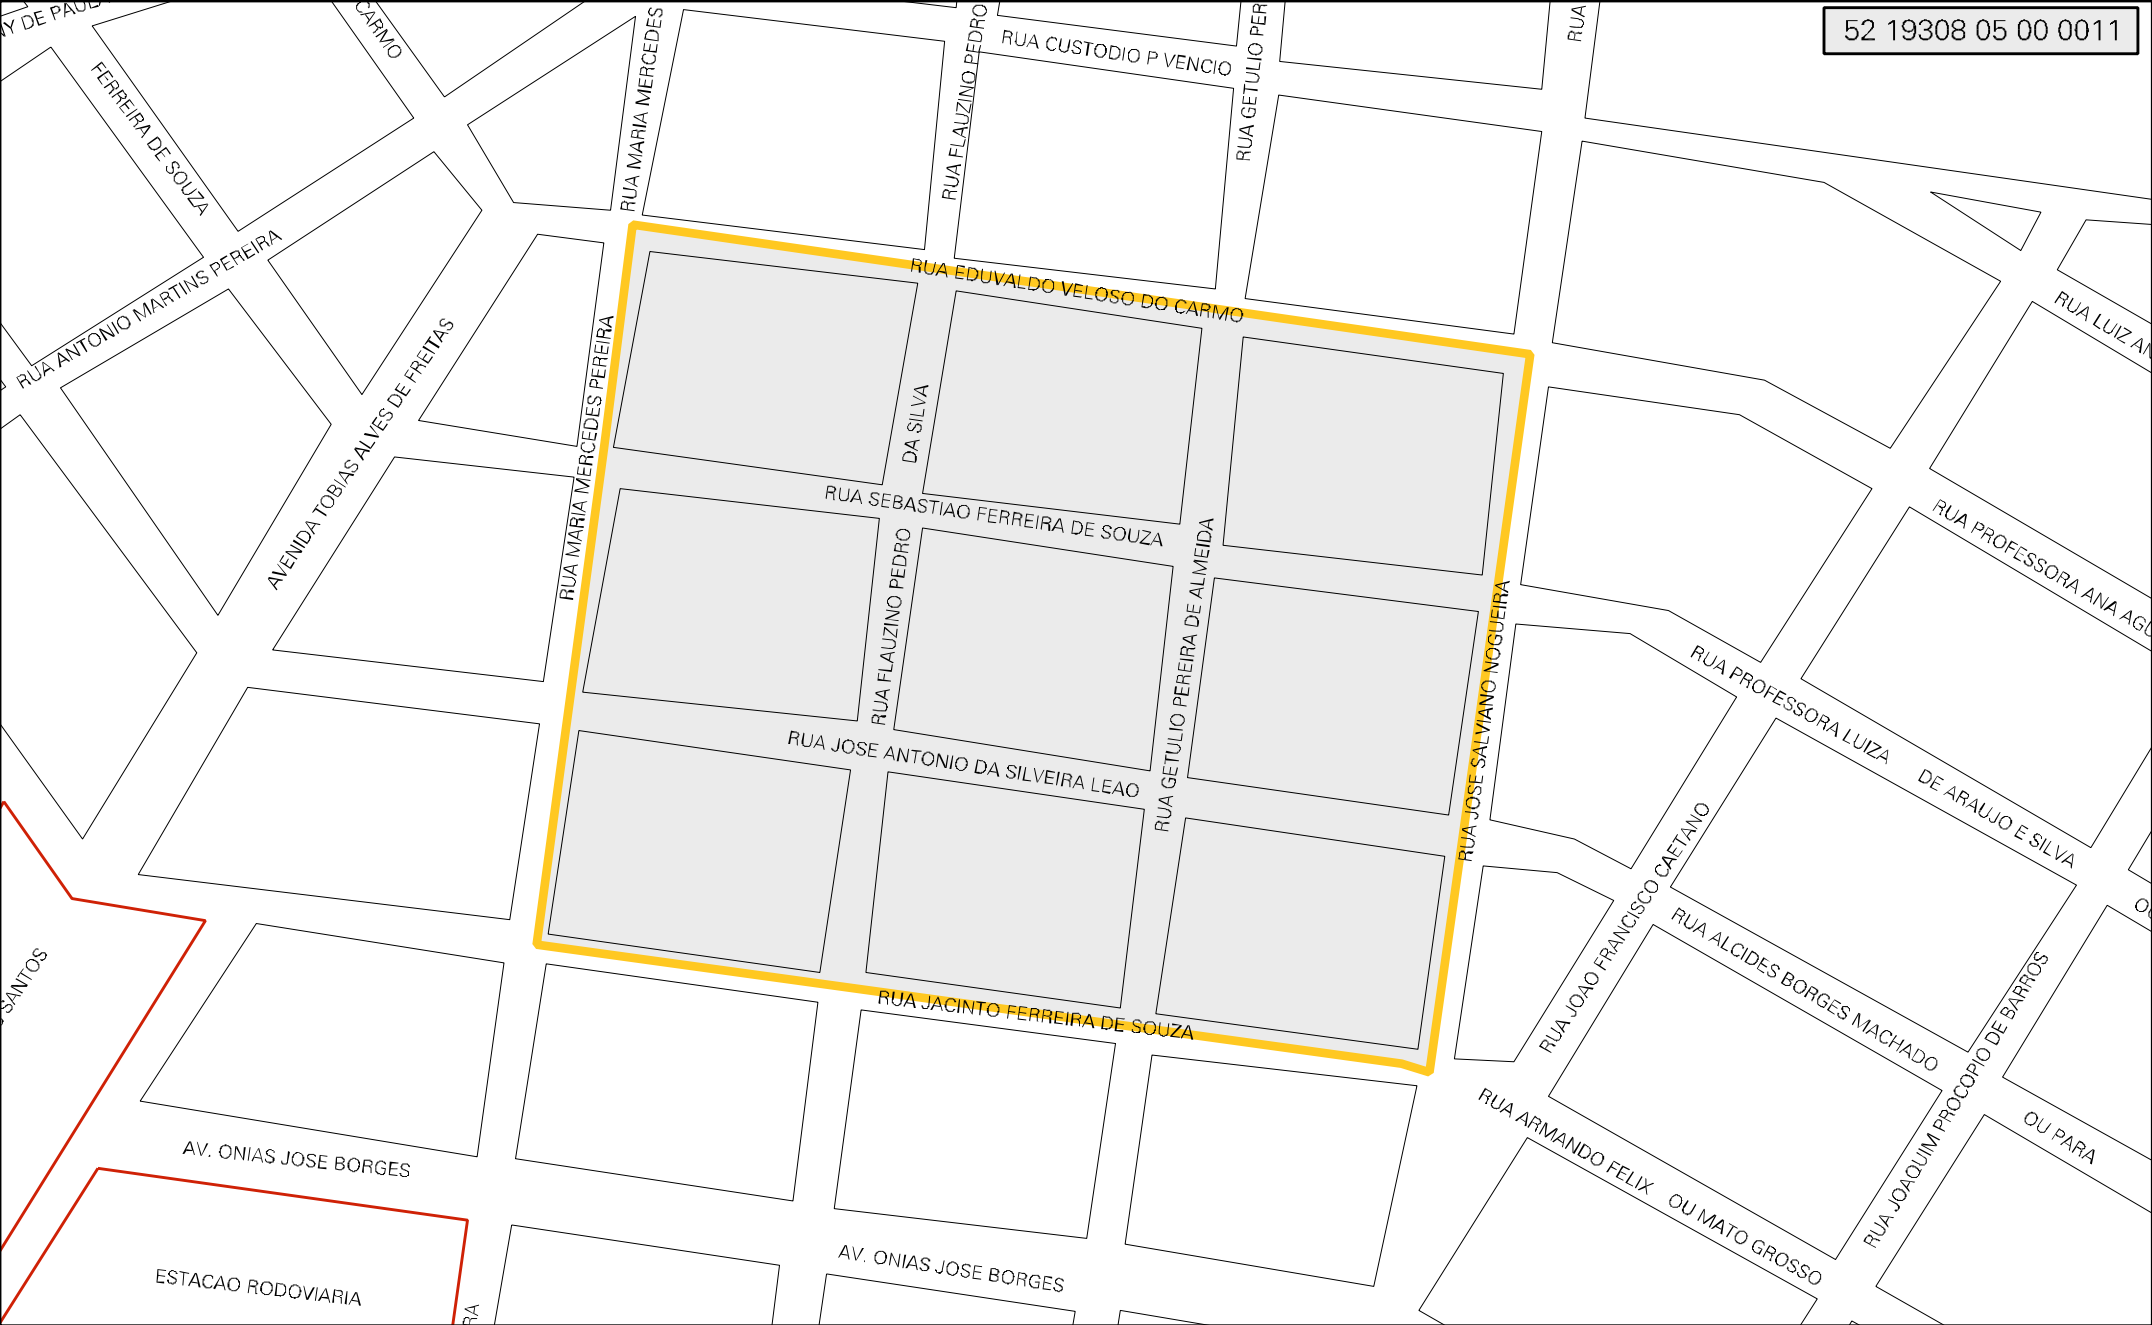 52 19308 05 00 0011
CARMO
FERREIRA DE SOUZA
RUA MARIA MERCEDES
RUA FLAUZINO PEDRO
RUA CUSTODIO P VENCIO
RUA GETULIO PER
RUA
RUA ANTONIO MARTINS PEREIRA
RUA EDUVALDO VELOSO DO CARMO
RUA LUIZ AN
AVENIDA TOBIAS ALVES DE FREITAS
RUA MARIA MERCEDES PEREIRA
DA SILVA
RUA SEBASTIAO FERREIRA DE SOUZA
RUA FLAUZINO PEDRO
RUA GETULIO PEREIRA DE ALMEIDA
RUA JOSE SALVIANO NOGUEIRA
RUA PROFESSORA ANA AGU
RUA PROFESSORA LUIZA DE ARAUJO E SILVA
RUA JOSE ANTONIO DA SILVEIRA LEAO
RUA JOAO FRANCISCO CAETANO
RUA ALCIDES BORGES MACHADO
RUA JOAQUIM PROCOPIO DE BARROS
SANTOS
RUA JACINTO FERREIRA DE SOUZA
RUA ARMANDO FELIX OU MATO GROSSO
OU PARA
AV. ONIAS JOSE BORGES
AV. ONIAS JOSE BORGES
ESTACAO RODOVIARIA
RA